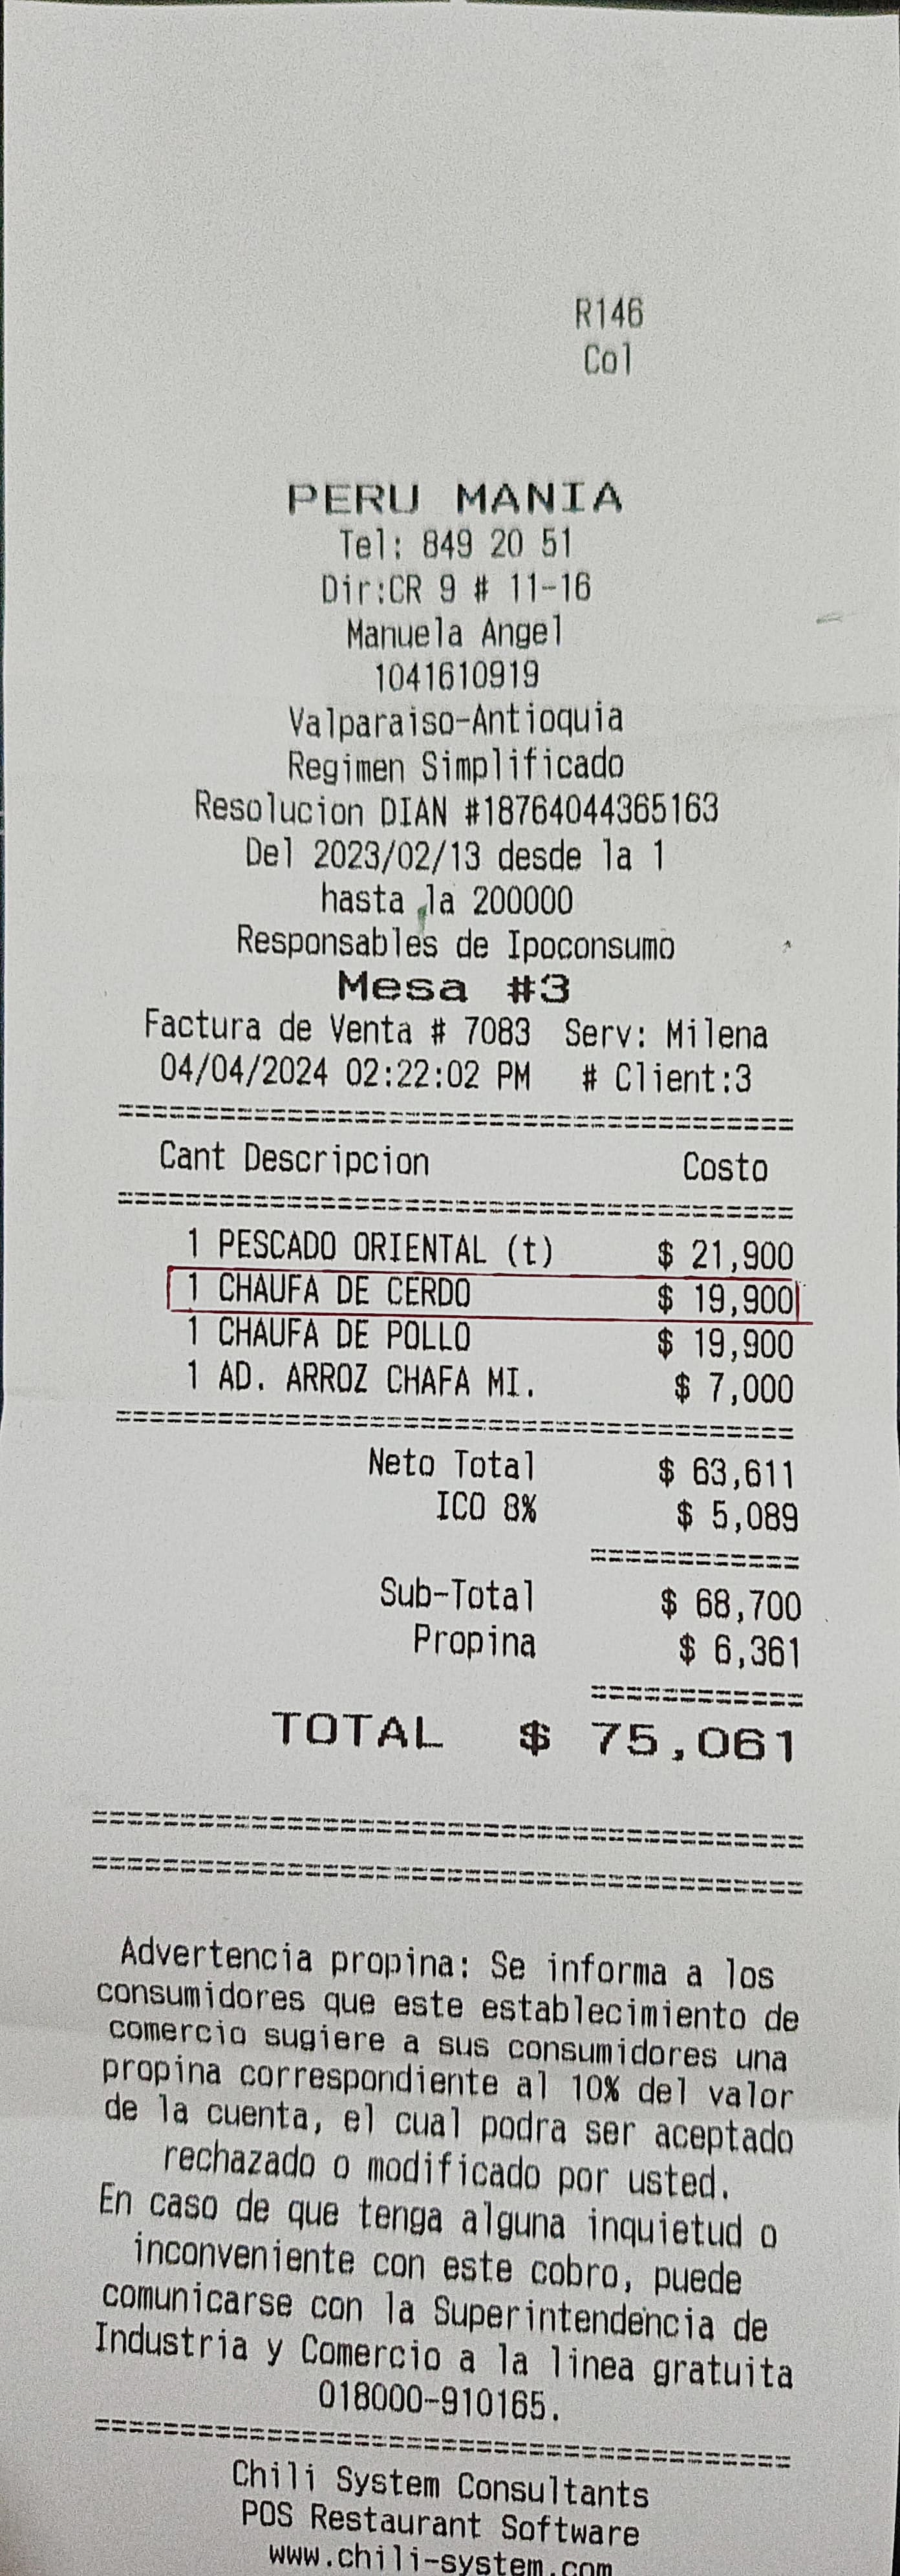 R146
Col
PERU MANIA
Tel: 849 20 51
Dir:CR 9 # 11-16
Manuela Angel
1041610919
Valparaiso-Antioquia
Regimen Simplificado
Resolucion DIAN #18764044365163
Del 2023/02/13 desde la 1
hasta la 200000
Responsables de Ipoconsumo
Mesa #3
Factura de Venta # 7083 Serv: Milena
04/04/2024 02:22:02 PM # Client:3
================================
Cant Descripcion Costo
================================
1 PESCADO ORIENTAL (t) $ 21,900
1 CHAUFA DE CERDO $ 19,900
1 CHAUFA DE POLLO $ 19,900
1 AD. ARROZ CHAFA MI. $ 7,000
================================
Neto Total $ 63,611
ICO 8% $ 5,089
============
Sub-Total $ 68,700
Propina $ 6,361
============
TOTAL $ 75,061
================================
================================
Advertencia propina: Se informa a los
consumidores que este establecimiento de
comercio sugiere a sus consumidores una
propina correspondiente al 10% del valor
de la cuenta, el cual podra ser aceptado
rechazado o modificado por usted.
En caso de que tenga alguna inquietud o
inconveniente con este cobro, puede
comunicarse con la Superintendencia de
Industria y Comercio a la linea gratuita
018000-910165.
================================
Chili System Consultants
POS Restaurant Software
www.chili-system.com